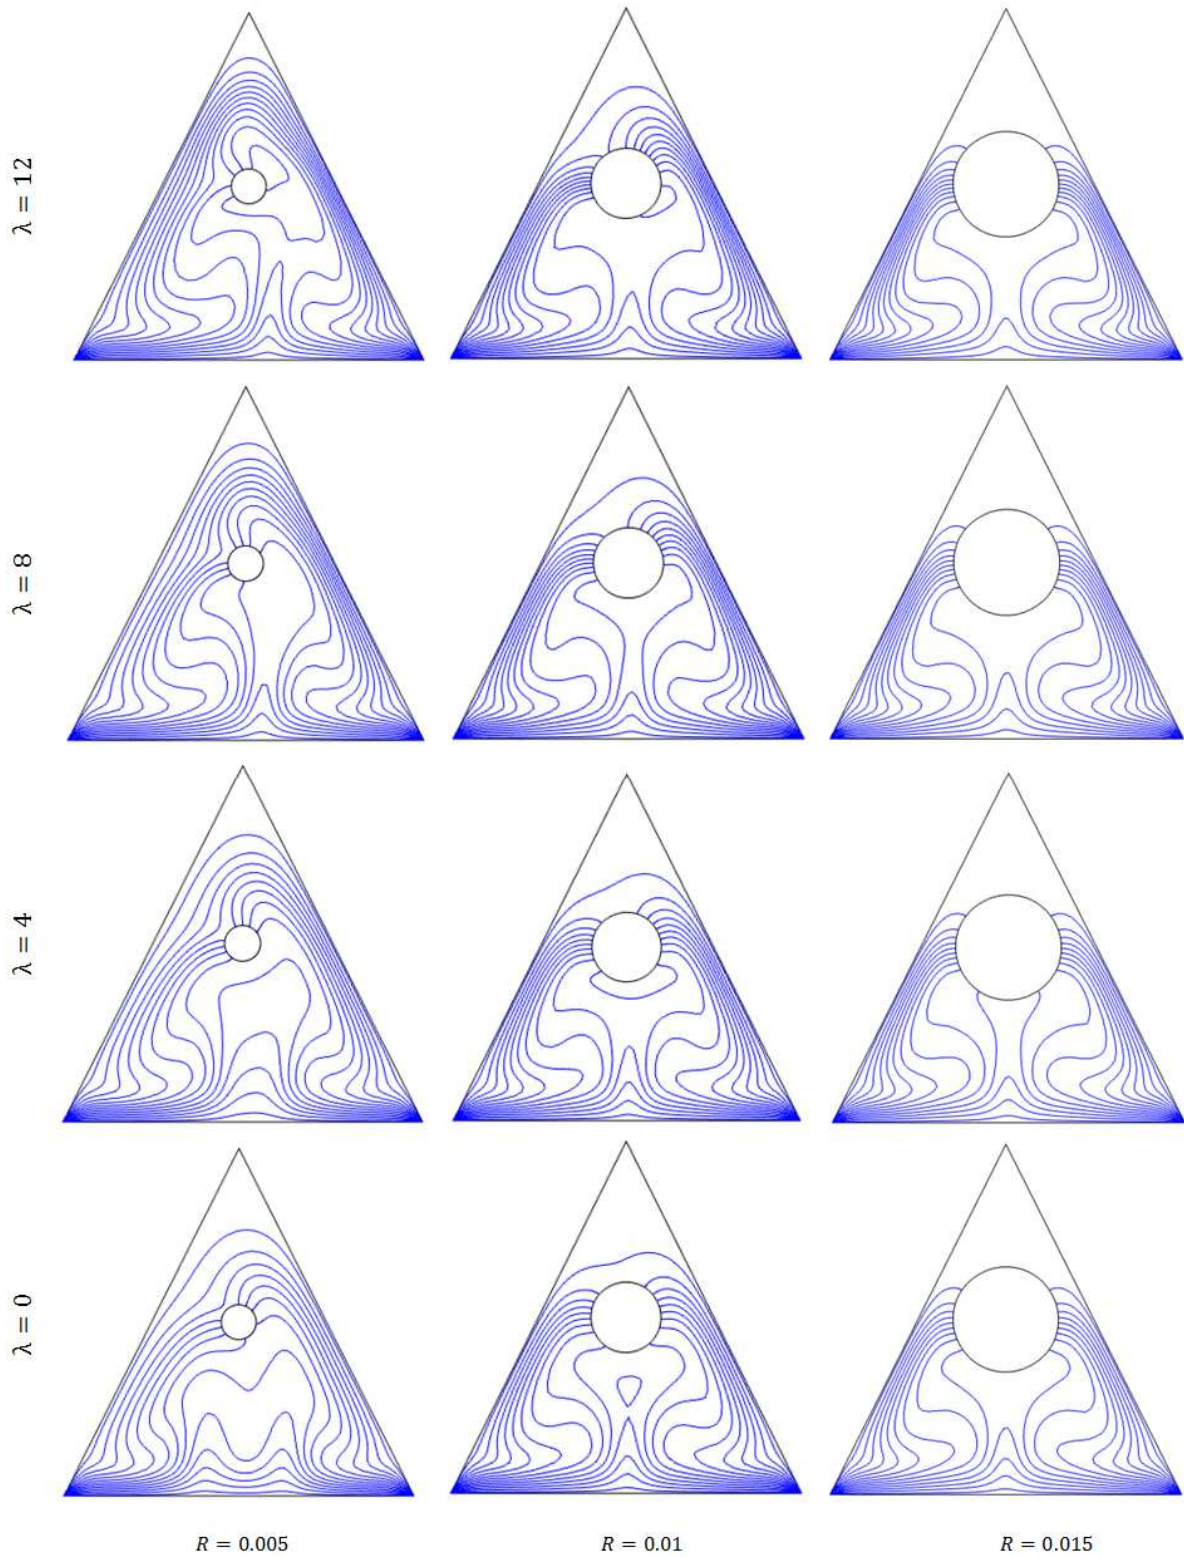 λ = 12
λ = 8
λ = 4
λ = 0
R = 0.005
R = 0.01
R = 0.015